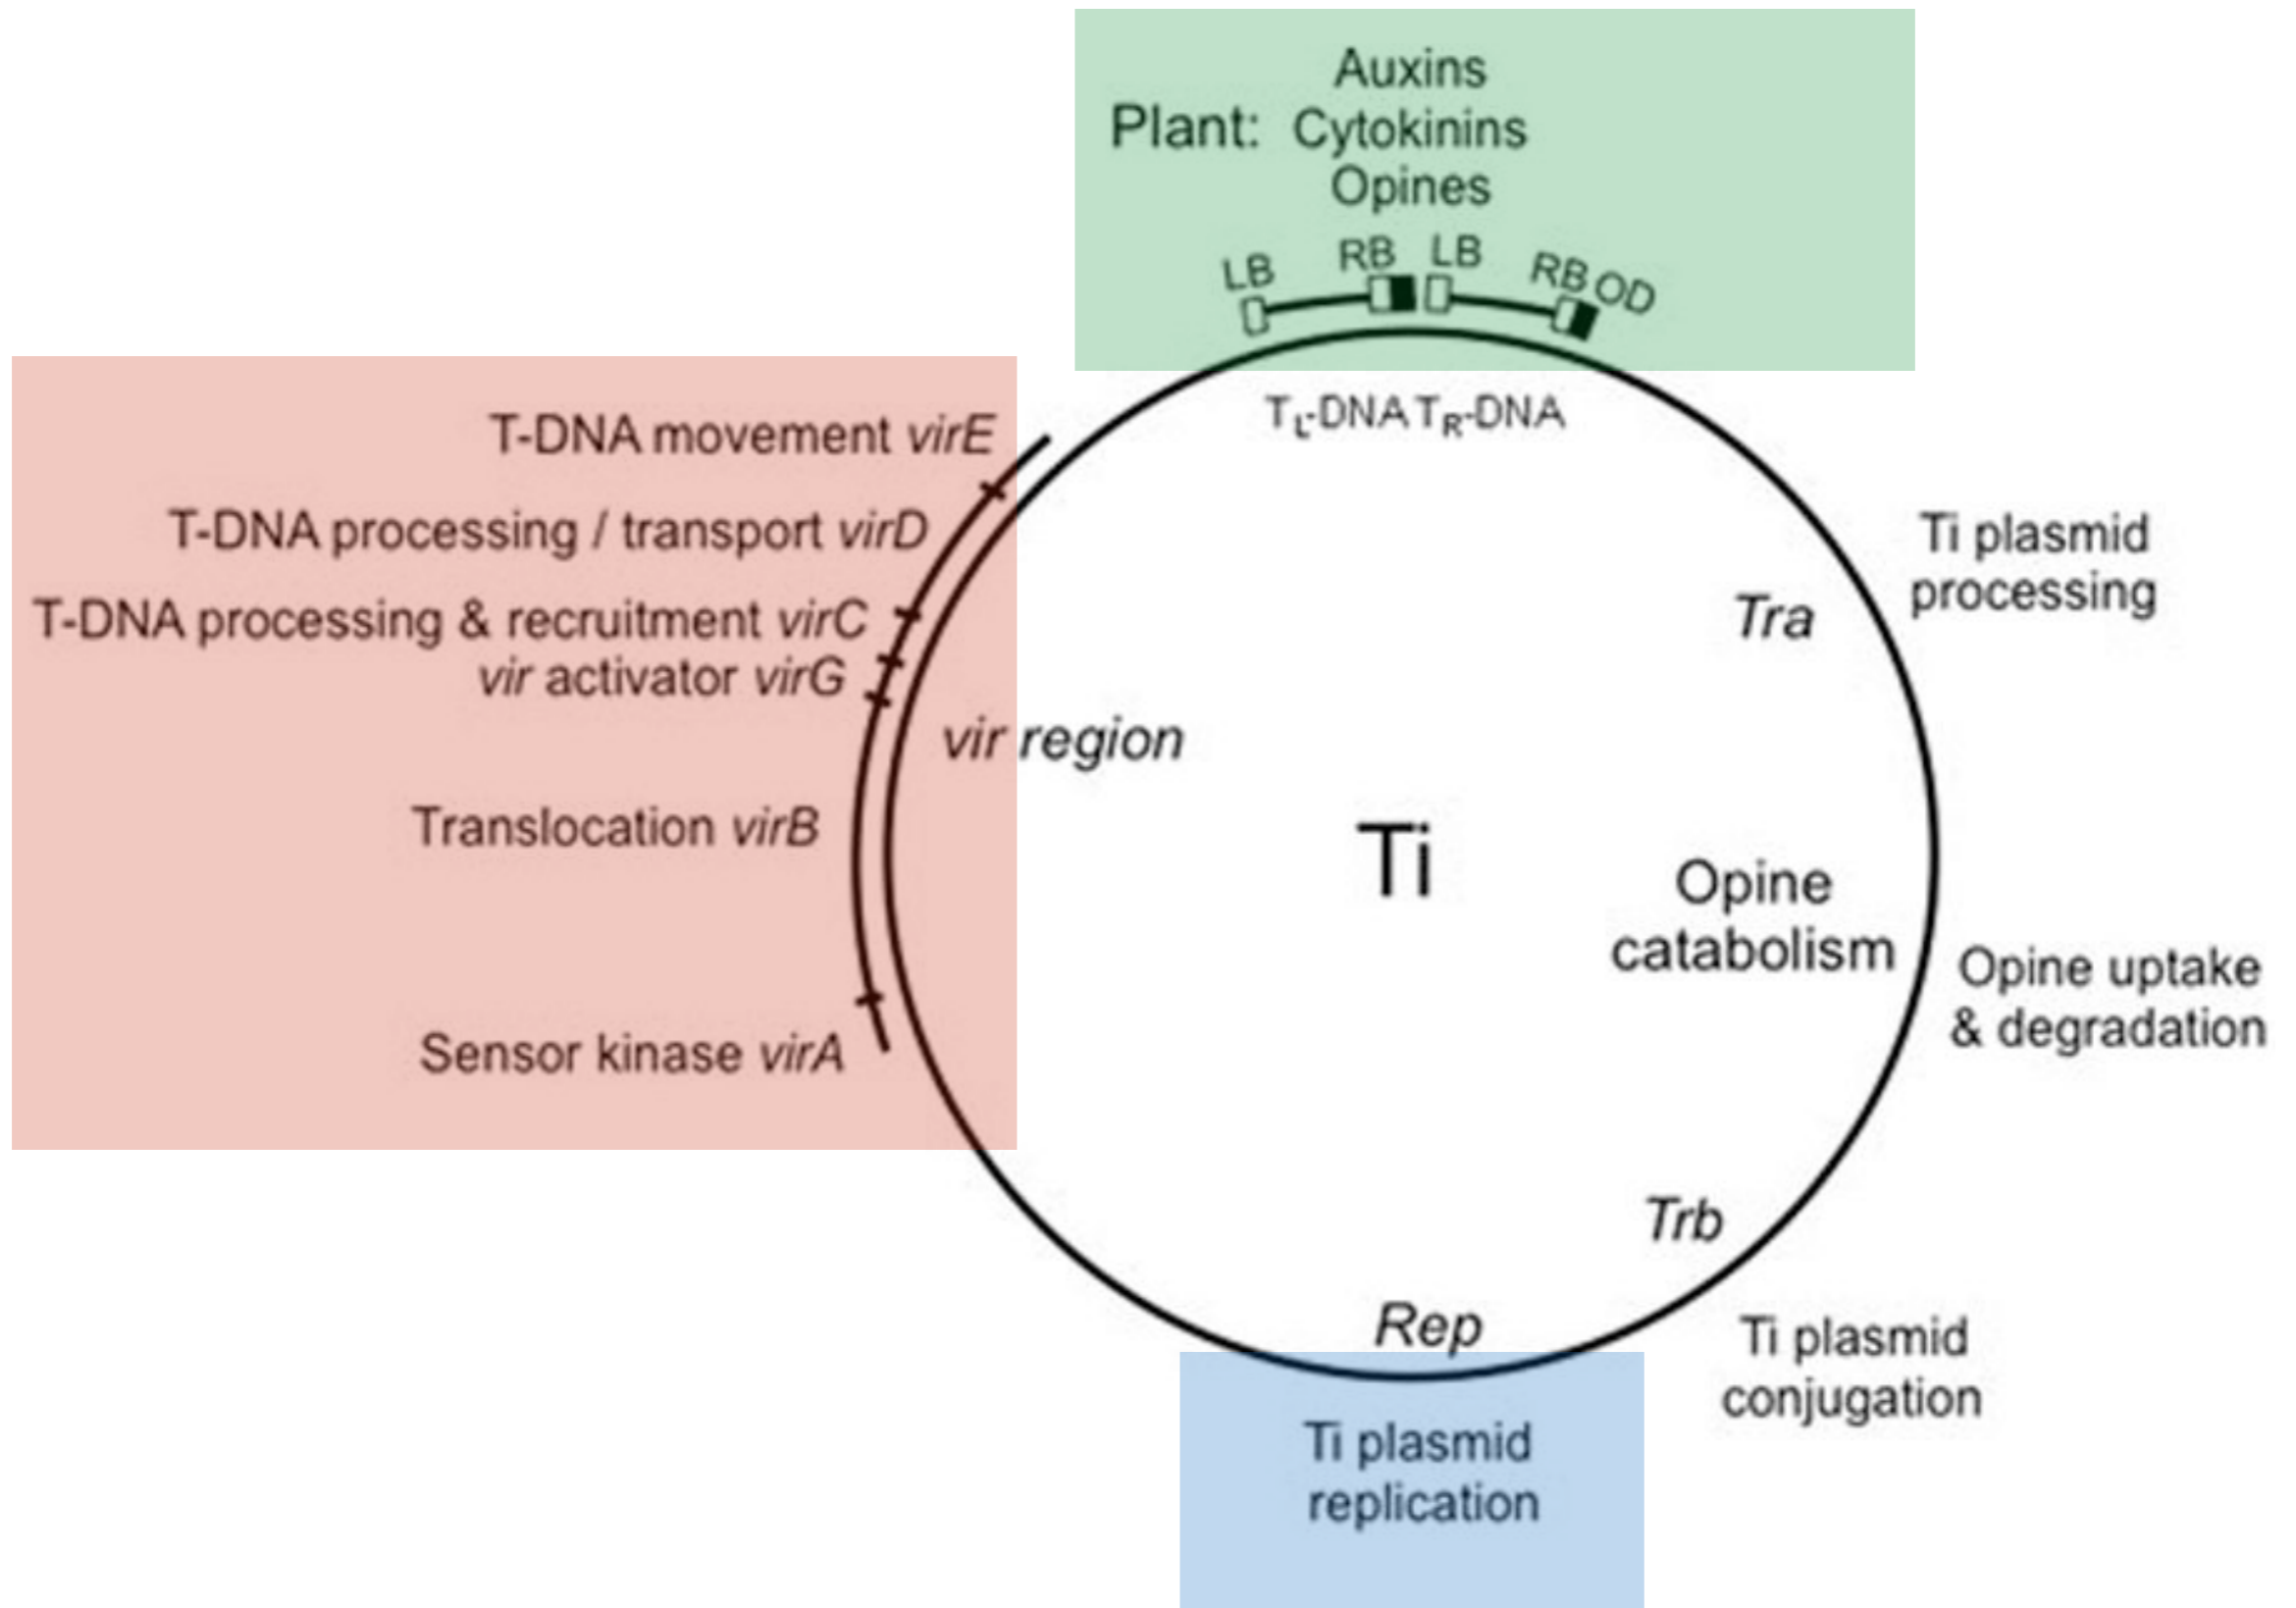 Auxins
Plant: Cytokinins
Opines
LB RB LB RB OD
TL-DNA TR-DNA
T-DNA movement virE
T-DNA processing / transport virD
T-DNA processing & recruitment virC
vir activator virG
vir region
Translocation virB
Sensor kinase virA
Ti
Tra
Ti plasmid
processing
Opine
catabolism
Opine uptake
& degradation
Trb
Ti plasmid
conjugation
Rep
Ti plasmid
replication